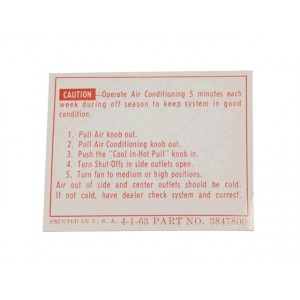 CAUTION—Operate Air Conditioning 5 minutes each
week during off season to keep system in good
condition.
1. Pull Air knob out.
2. Pull Air Conditioning knob out.
3. Push the "Cool In-Hot Pull" knob in.
4. Turn Shut-Offs in side outlets open.
5. Turn fan to medium or high positions.
Air out of side and center outlets should be cold.
If not cold, have dealer check system and correct.
PRINTED IN U. S. A. 4-1-63 PART NO. 3847800